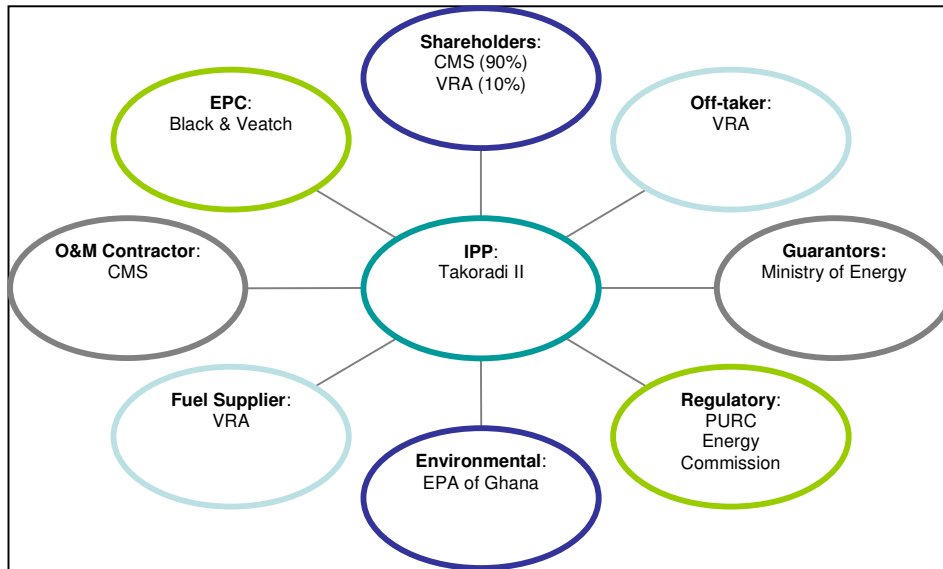 Shareholders:
CMS (90%)
VRA (10%)
EPC:
Black & Veatch
Off-taker:
VRA
O&M Contractor:
CMS
IPP:
Takoradi II
Guarantors:
Ministry of Energy
Fuel Supplier:
VRA
Environmental:
EPA of Ghana
Regulatory:
PURC
Energy
Commission